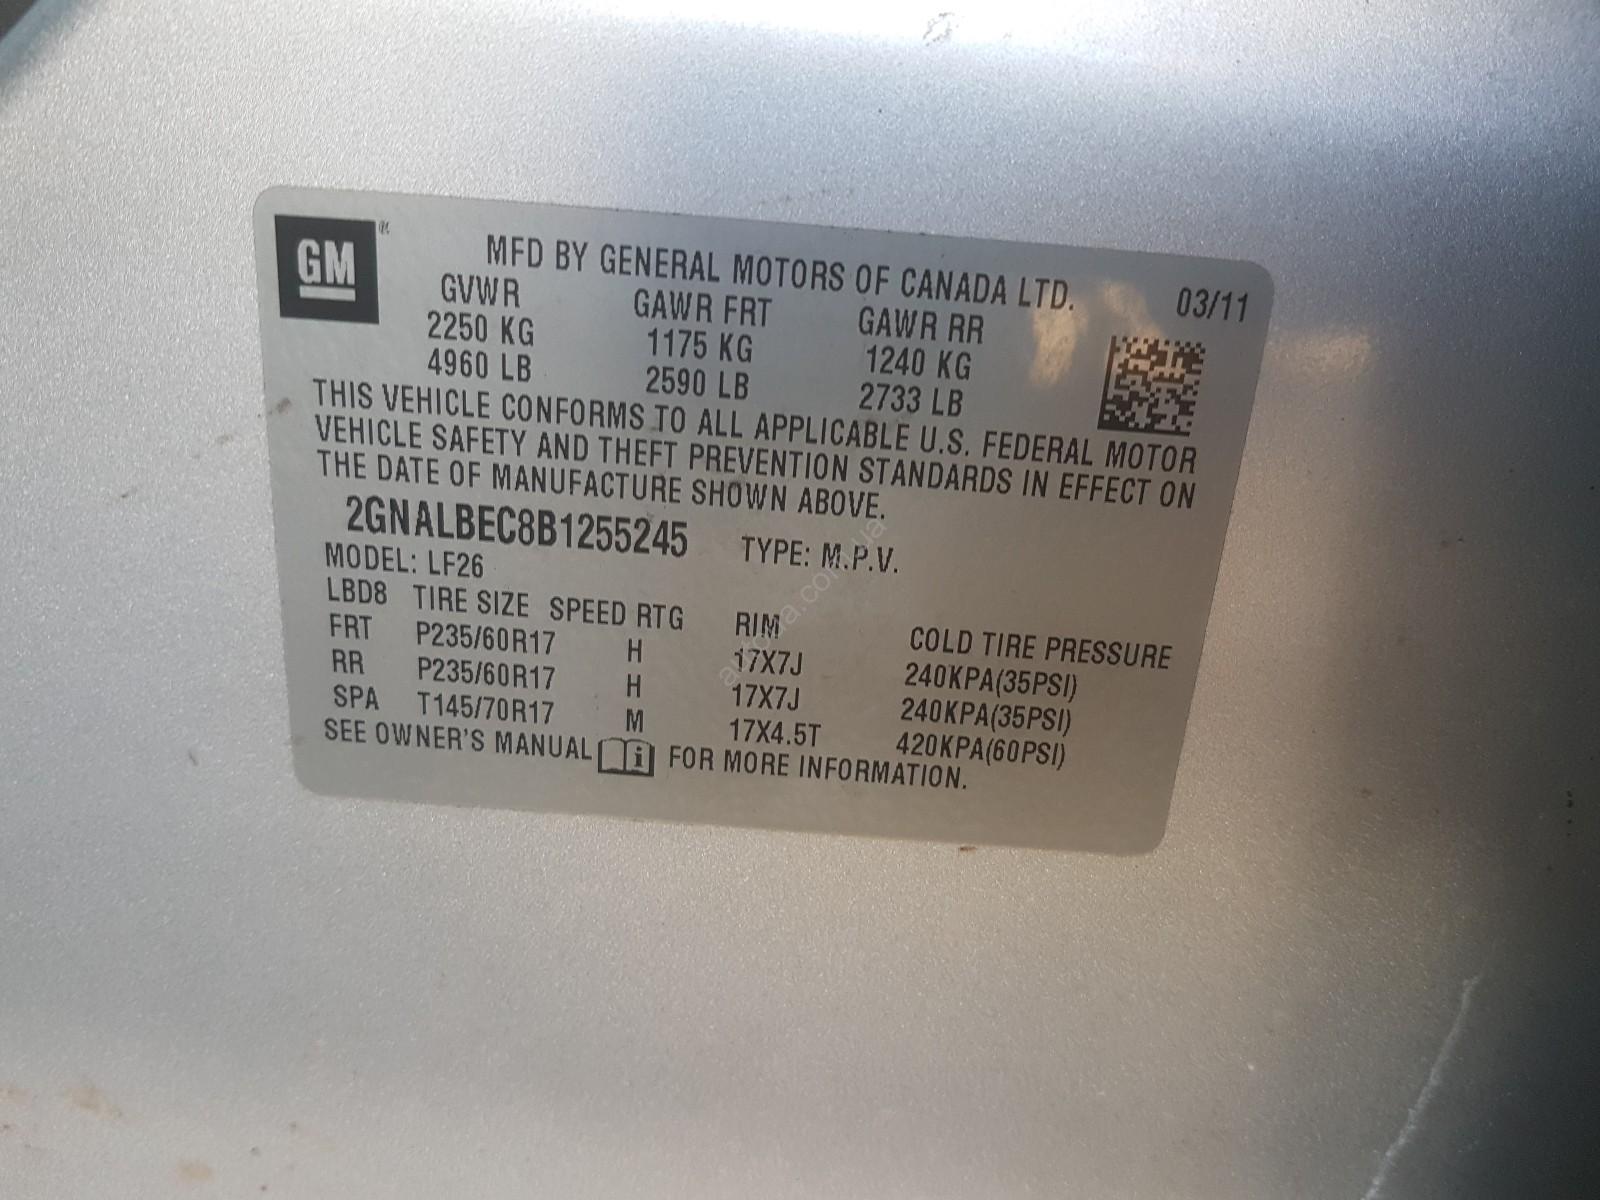 GM®
MFD BY GENERAL MOTORS OF CANADA LTD.
03/11
GVWR GAWR FRT GAWR RR
2250 KG 1175 KG 1240 KG
4960 LB 2590 LB 2733 LB
THIS VEHICLE CONFORMS TO ALL APPLICABLE U.S. FEDERAL MOTOR
VEHICLE SAFETY AND THEFT PREVENTION STANDARDS IN EFFECT ON
THE DATE OF MANUFACTURE SHOWN ABOVE.
2GNALBEC8B1255245 TYPE: M.P.V.
MODEL: LF26
LBD8 TIRE SIZE SPEED RTG RIM COLD TIRE PRESSURE
FRT P235/60R17 H 17X7J 240KPA(35PSI)
RR P235/60R17 H 17X7J 240KPA(35PSI)
SPA T145/70R17 M 17X4.5T 420KPA(60PSI)
SEE OWNER'S MANUAL i FOR MORE INFORMATION.